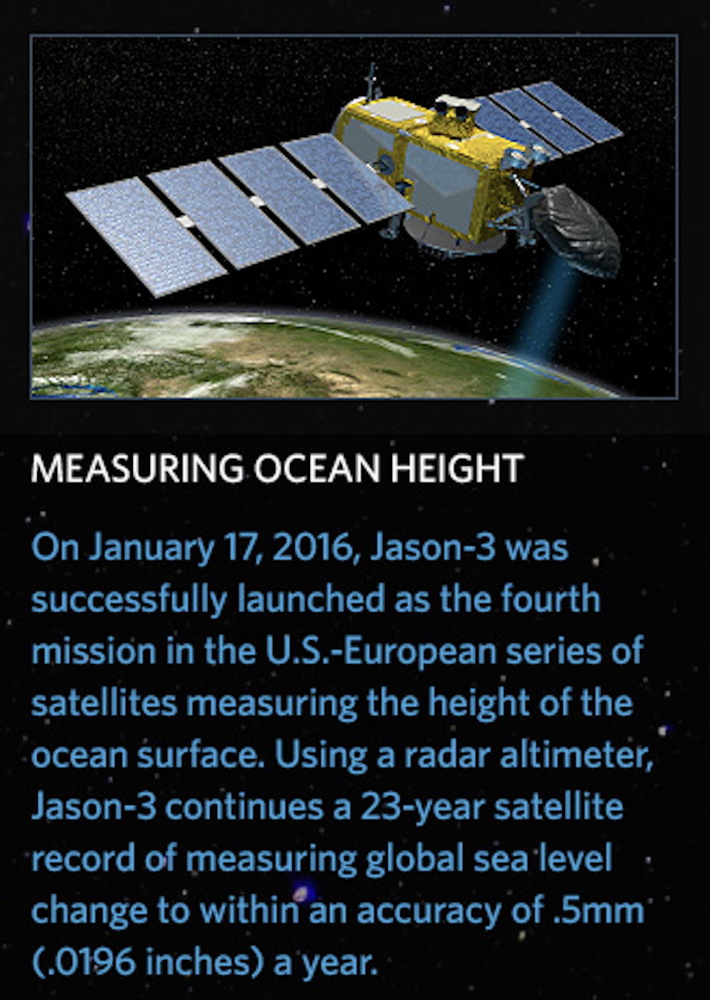 MEASURING OCEAN HEIGHT
On January 17, 2016, Jason-3 was
successfully launched as the fourth
mission in the U.S.-European series of
satellites measuring the height of the
ocean surface. Using a radar altimeter,
Jason-3 continues a 23-year satellite
record of measuring global sea level
change to within an accuracy of .5mm
(.0196 inches) a year.